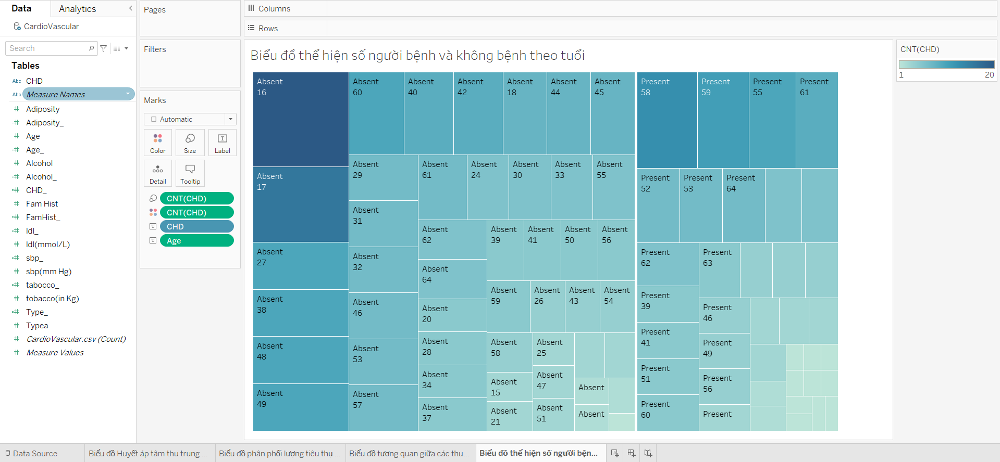 Data
Analytics
CardioVascular
Search
Tables
Abc CHD
Abc Measure Names
Adiposity
Adiposity_
Age
Age_
Alcohol
Alcohol_
CHD_
Fam Hist
FamHist_
ldl_
ldl(mmol/L)
sbp_
sbp(mm Hg)
tabocco_
tobacco(in Kg)
Type_
Typea
CardioVascular.csv (Count)
Measure Values
Pages
Filters
Marks
Automatic
Color
Size
T
Label
Detail
Tooltip
CNT(CHD)
CNT(CHD)
T CHD
T Age
Columns
Rows
Biểu đồ thể hiện số người bệnh và không bệnh theo tuổi
Absent
16
Absent
17
Absent
27
Absent
38
Absent
48
Absent
49
Absent
60
Absent
40
Absent
42
Absent
18
Absent
44
Absent
45
Absent
29
Absent
31
Absent
32
Absent
46
Absent
53
Absent
57
Absent
61
Absent
24
Absent
30
Absent
33
Absent
55
Absent
62
Absent
64
Absent
20
Absent
28
Absent
34
Absent
37
Absent
39
Absent
41
Absent
50
Absent
56
Absent
59
Absent
26
Absent
43
Absent
54
Absent
58
Absent
15
Absent
21
Absent
25
Absent
47
Absent
51
Absent
Absent
Present
58
Present
59
Present
55
Present
61
Present
52
Present
53
Present
64
Present
62
Present
39
Present
41
Present
51
Present
60
Present
63
Present
46
Present
49
Present
56
Present
CNT(CHD)
1
20
Data Source
Biểu đồ Huyết áp tâm thu trung ...
Biểu đồ phân phối lượng tiêu thụ ...
Biểu đồ tương quan giữa các thu...
Biểu đồ thể hiện số người bện...